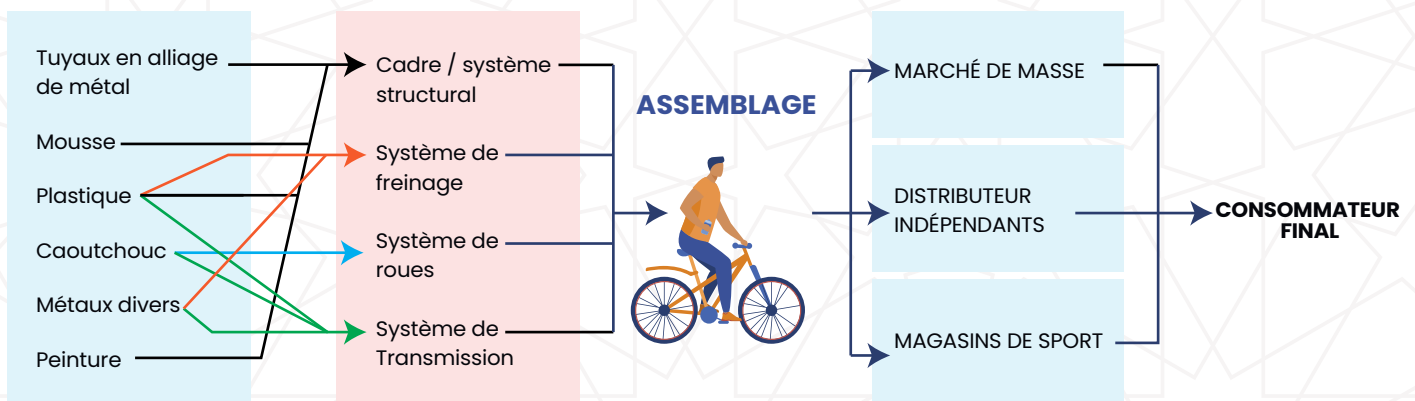 Tuyaux en alliage
de métal
Mousse
Plastique
Caoutchouc
Métaux divers
Peinture
Cadre / système
structural
Système de
freinage
Système de
roues
Système de
Transmission
ASSEMBLAGE
MARCHÉ DE MASSE
DISTRIBUTEUR
INDÉPENDANTS
MAGASINS DE SPORT
CONSOMMATEUR
FINAL